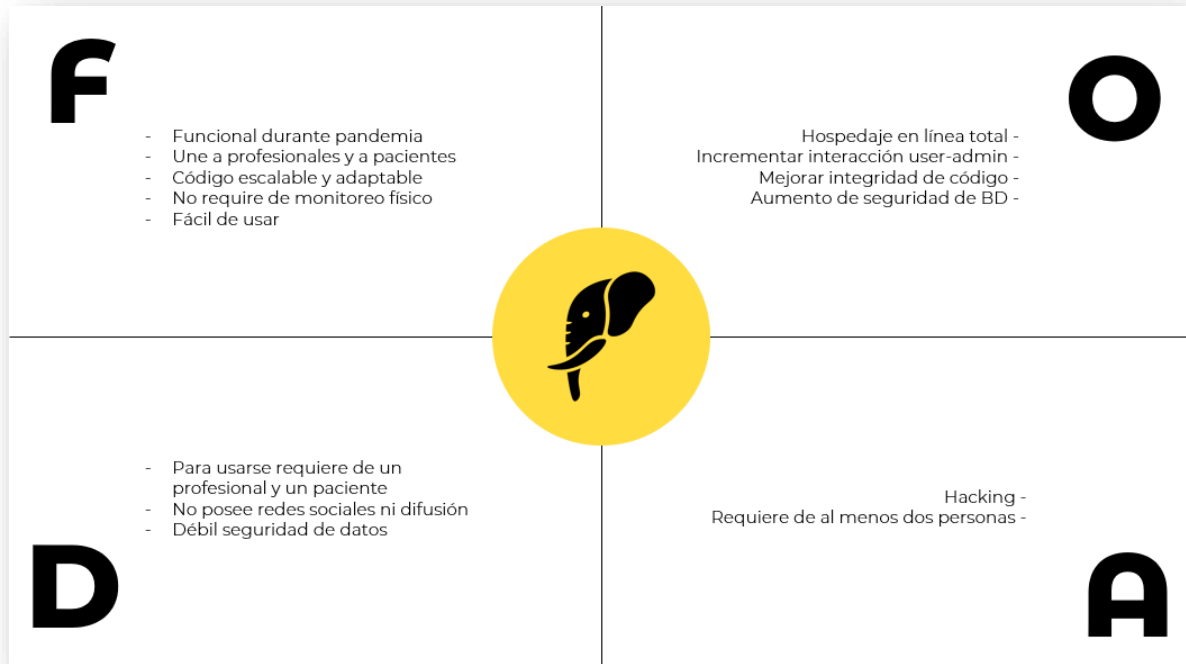 F
- Funcional durante pandemia
- Une a profesionales y a pacientes
- Código escalable y adaptable
- No require de monitoreo físico
- Fácil de usar
O
Hospedaje en línea total -
Incrementar interacción user-admin -
Mejorar integridad de código -
Aumento de seguridad de BD -
D
- Para usarse requiere de un
profesional y un paciente
- No posee redes sociales ni difusión
- Débil seguridad de datos
A
Hacking -
Requiere de al menos dos personas -